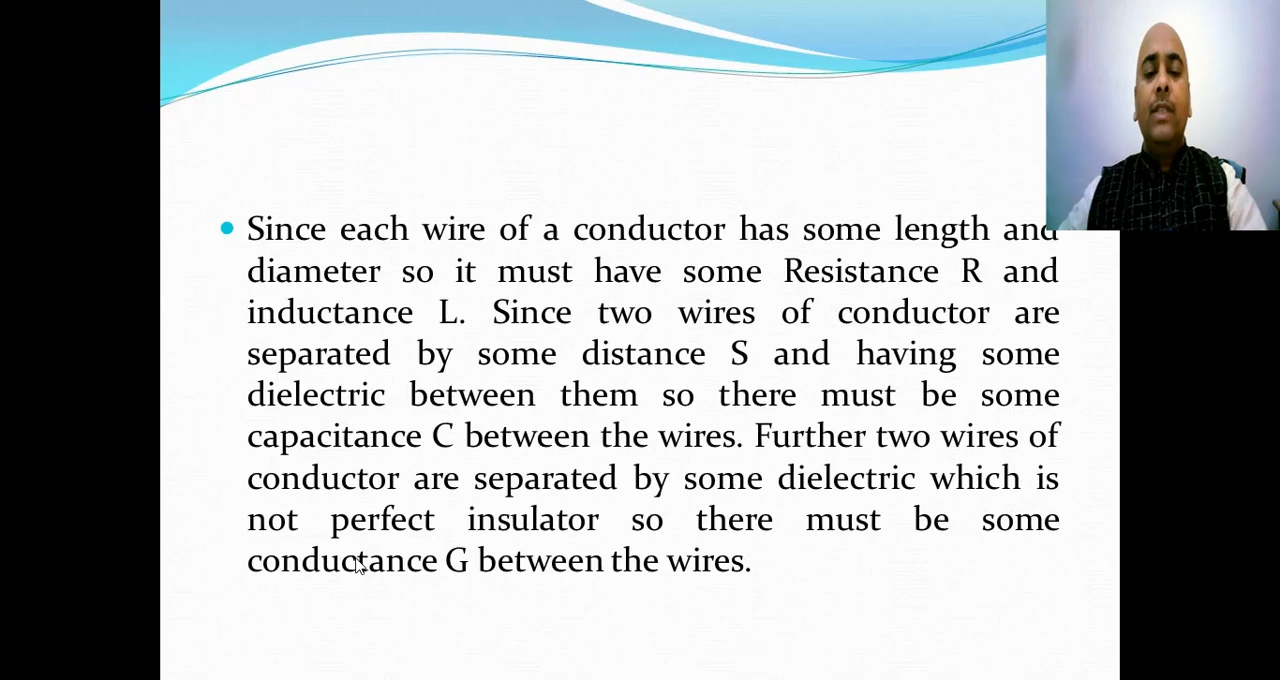 Since each wire of a conductor has some length and
diameter so it must have some Resistance R and
inductance L. Since two wires of conductor are
separated by some distance S and having some
dielectric between them so there must be some
capacitance C between the wires. Further two wires of
conductor are separated by some dielectric which is
not perfect insulator so there must be some
conductance G between the wires.